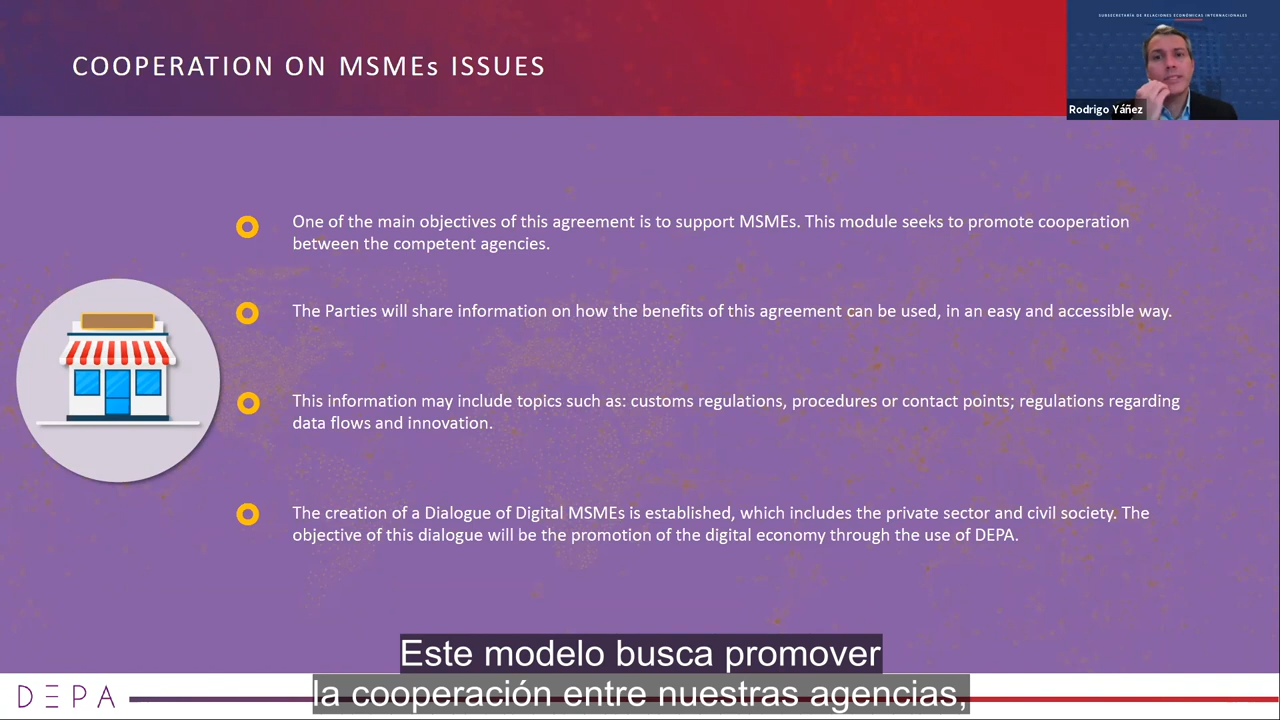 COOPERATION ON MSMEs ISSUES
SUBSECRETARÍA DE RELACIONES ECONÓMICAS INTERNACIONALES
Rodrigo Yáñez
One of the main objectives of this agreement is to support MSMEs. This module seeks to promote cooperation
between the competent agencies.
The Parties will share information on how the benefits of this agreement can be used, in an easy and accessible way.
This information may include topics such as: customs regulations, procedures or contact points; regulations regarding
data flows and innovation.
The creation of a Dialogue of Digital MSMEs is established, which includes the private sector and civil society. The
objective of this dialogue will be the promotion of the digital economy through the use of DEPA.
Este modelo busca promover
la cooperación entre nuestras agencias,
DEPA